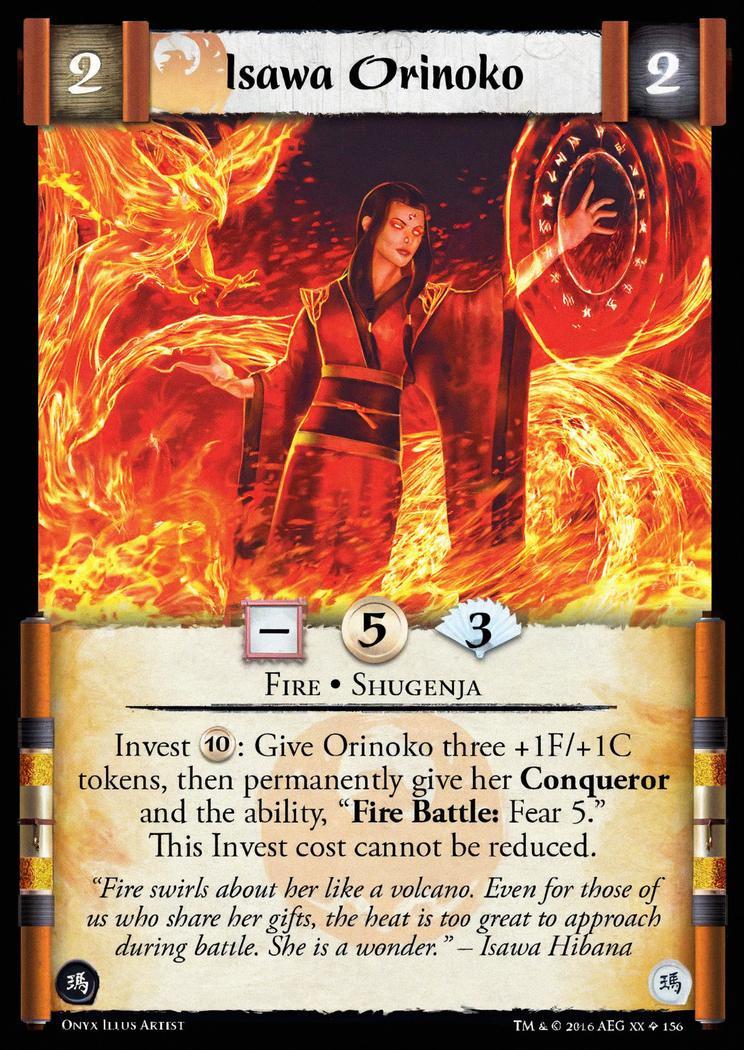 2
Isawa Orinoko
2
– 5 3
Fire • Shugenja
Invest 10: Give Orinoko three +1F/+1C
tokens, then permanently give her Conqueror
and the ability, “Fire Battle: Fear 5.”
This Invest cost cannot be reduced.
“Fire swirls about her like a volcano. Even for those of
us who share her gifts, the heat is too great to approach
during battle. She is a wonder.” – Isawa Hibana
瑪 瑪
Onyx Illus Artist TM & © 2016 AEG XX 156